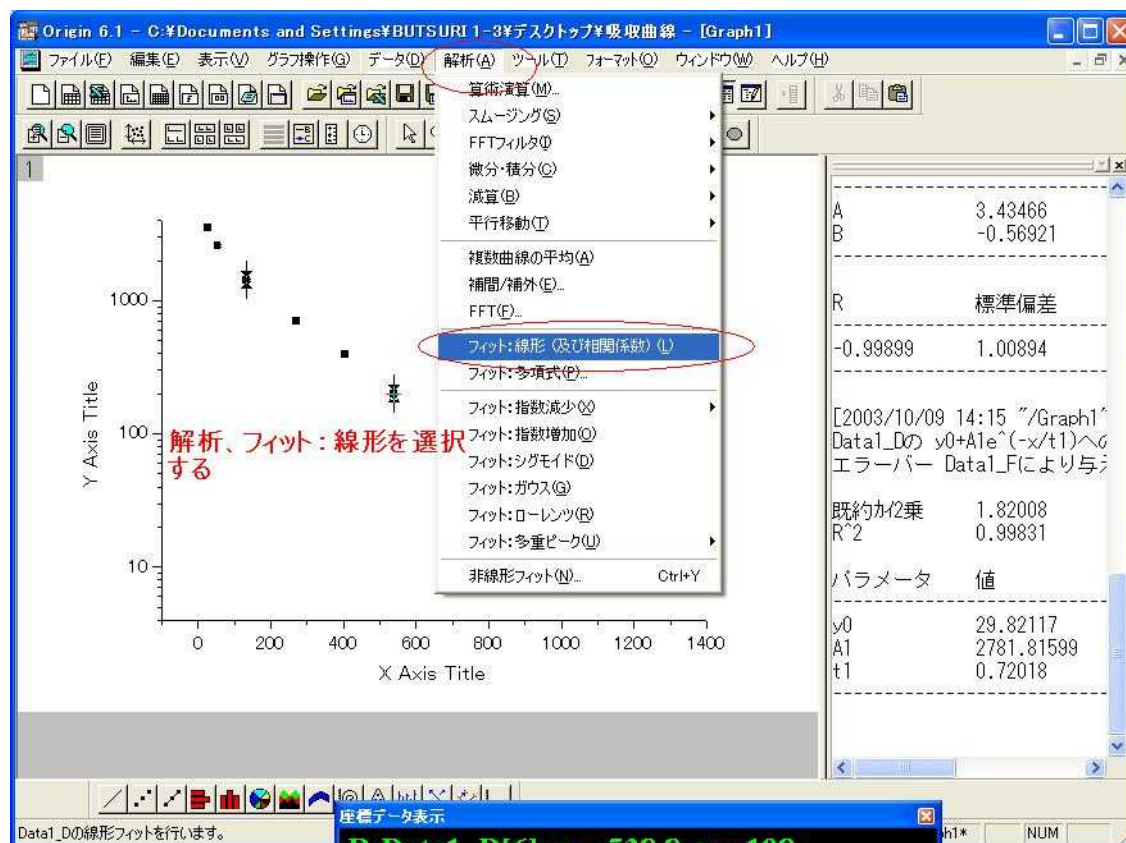 Origin 6.1 - C:¥Documents and Settings¥BUTSURI 1-3¥デスクトップ¥吸収曲線 - [Graph1]
ファイル(F) 編集(E) 表示(V) グラフ操作(G) データ(D) 解析(A) ツール(T) フォーマット(O) ウィンドウ(W) ヘルプ(H)
算術演算(M)...
スムージング(S)
FFTフィルタ(I)
微分・積分(C)
減算(B)
平行移動(T)
複数曲線の平均(A)
補間/補外(E)...
FFT(F)...
フィット:線形 (及び相関係数) (L)
フィット:多項式(P)...
フィット:指数減少(X)
フィット:指数増加(O)
フィット:シグモイド(D)
フィット:ガウス(G)
フィット:ローレンツ(R)
フィット:多重ピーク(U)
非線形フィット(N)... Ctrl+Y
1
1000
100
10
Y Axis Title
0 200 400 600 800 1000 1200 1400
X Axis Title
解析、フィット：線形を選択
する
A 3.43466
B -0.56921
R 標準偏差
-0.99899 1.00894
[2003/10/09 14:15 "/Graph1"
Data1_Dの y0+A1e^(-x/t1)への
エラーバー Data1_Fにより与え
既約カイ2乗 1.82008
R^2 0.99831
パラメータ 値
y0 29.82117
A1 2781.81599
t1 0.72018
座標データ表示
Data1_Dの線形フィットを行います。
h1* NUM